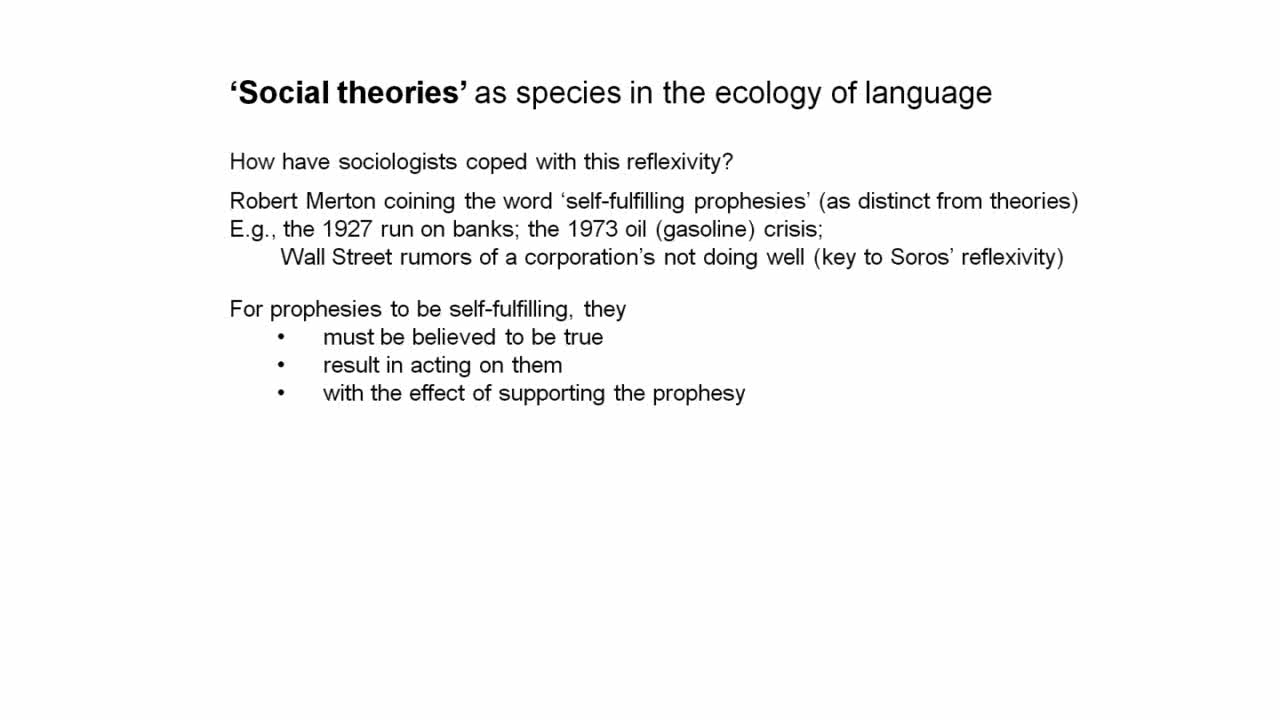 ‘Social theories’ as species in the ecology of language
How have sociologists coped with this reflexivity?
Robert Merton coining the word ‘self-fulfilling prophesies’ (as distinct from theories)
E.g., the 1927 run on banks; the 1973 oil (gasoline) crisis;
Wall Street rumors of a corporation’s not doing well (key to Soros’ reflexivity)
For prophesies to be self-fulfilling, they
• must be believed to be true
• result in acting on them
• with the effect of supporting the prophesy